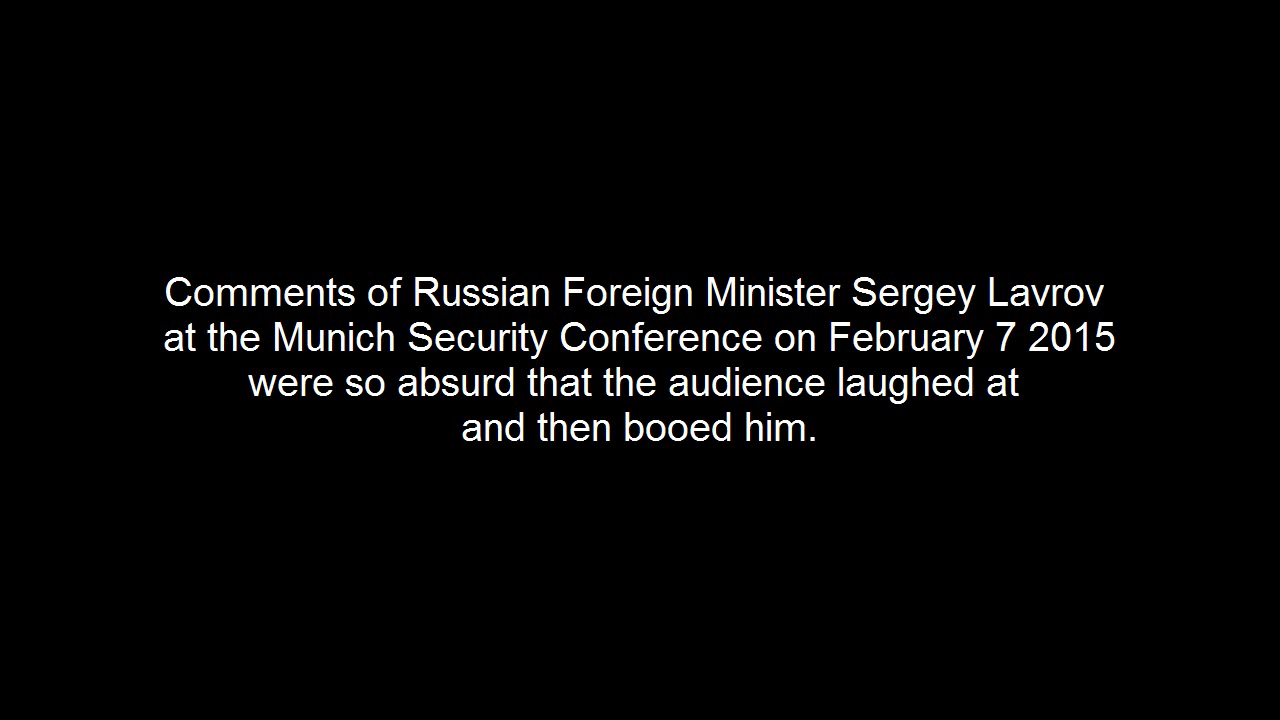 Comments of Russian Foreign Minister Sergey Lavrov
at the Munich Security Conference on February 7 2015
were so absurd that the audience laughed at
and then booed him.